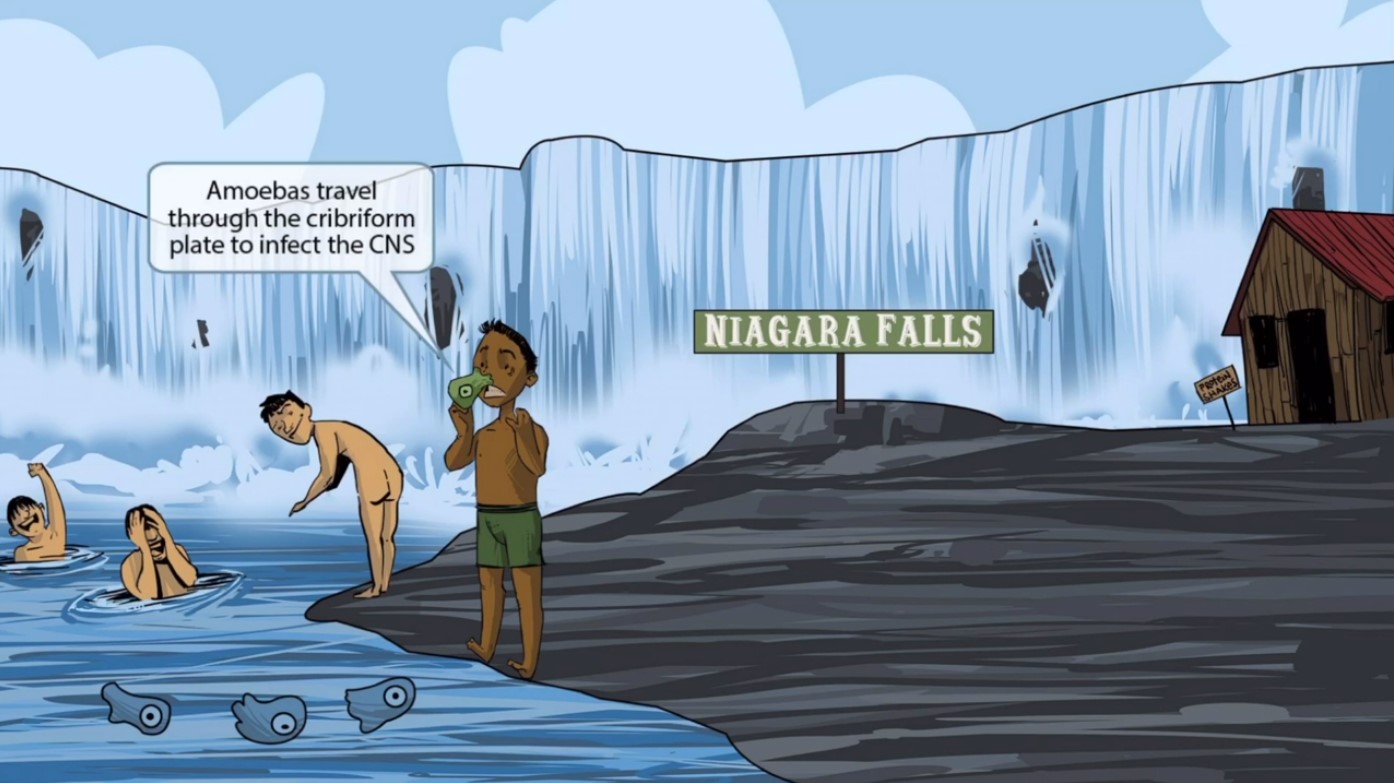 Amoebas travel
through the cribriform
plate to infect the CNS
NIAGARA FALLS
PROTEIN
SHAKES